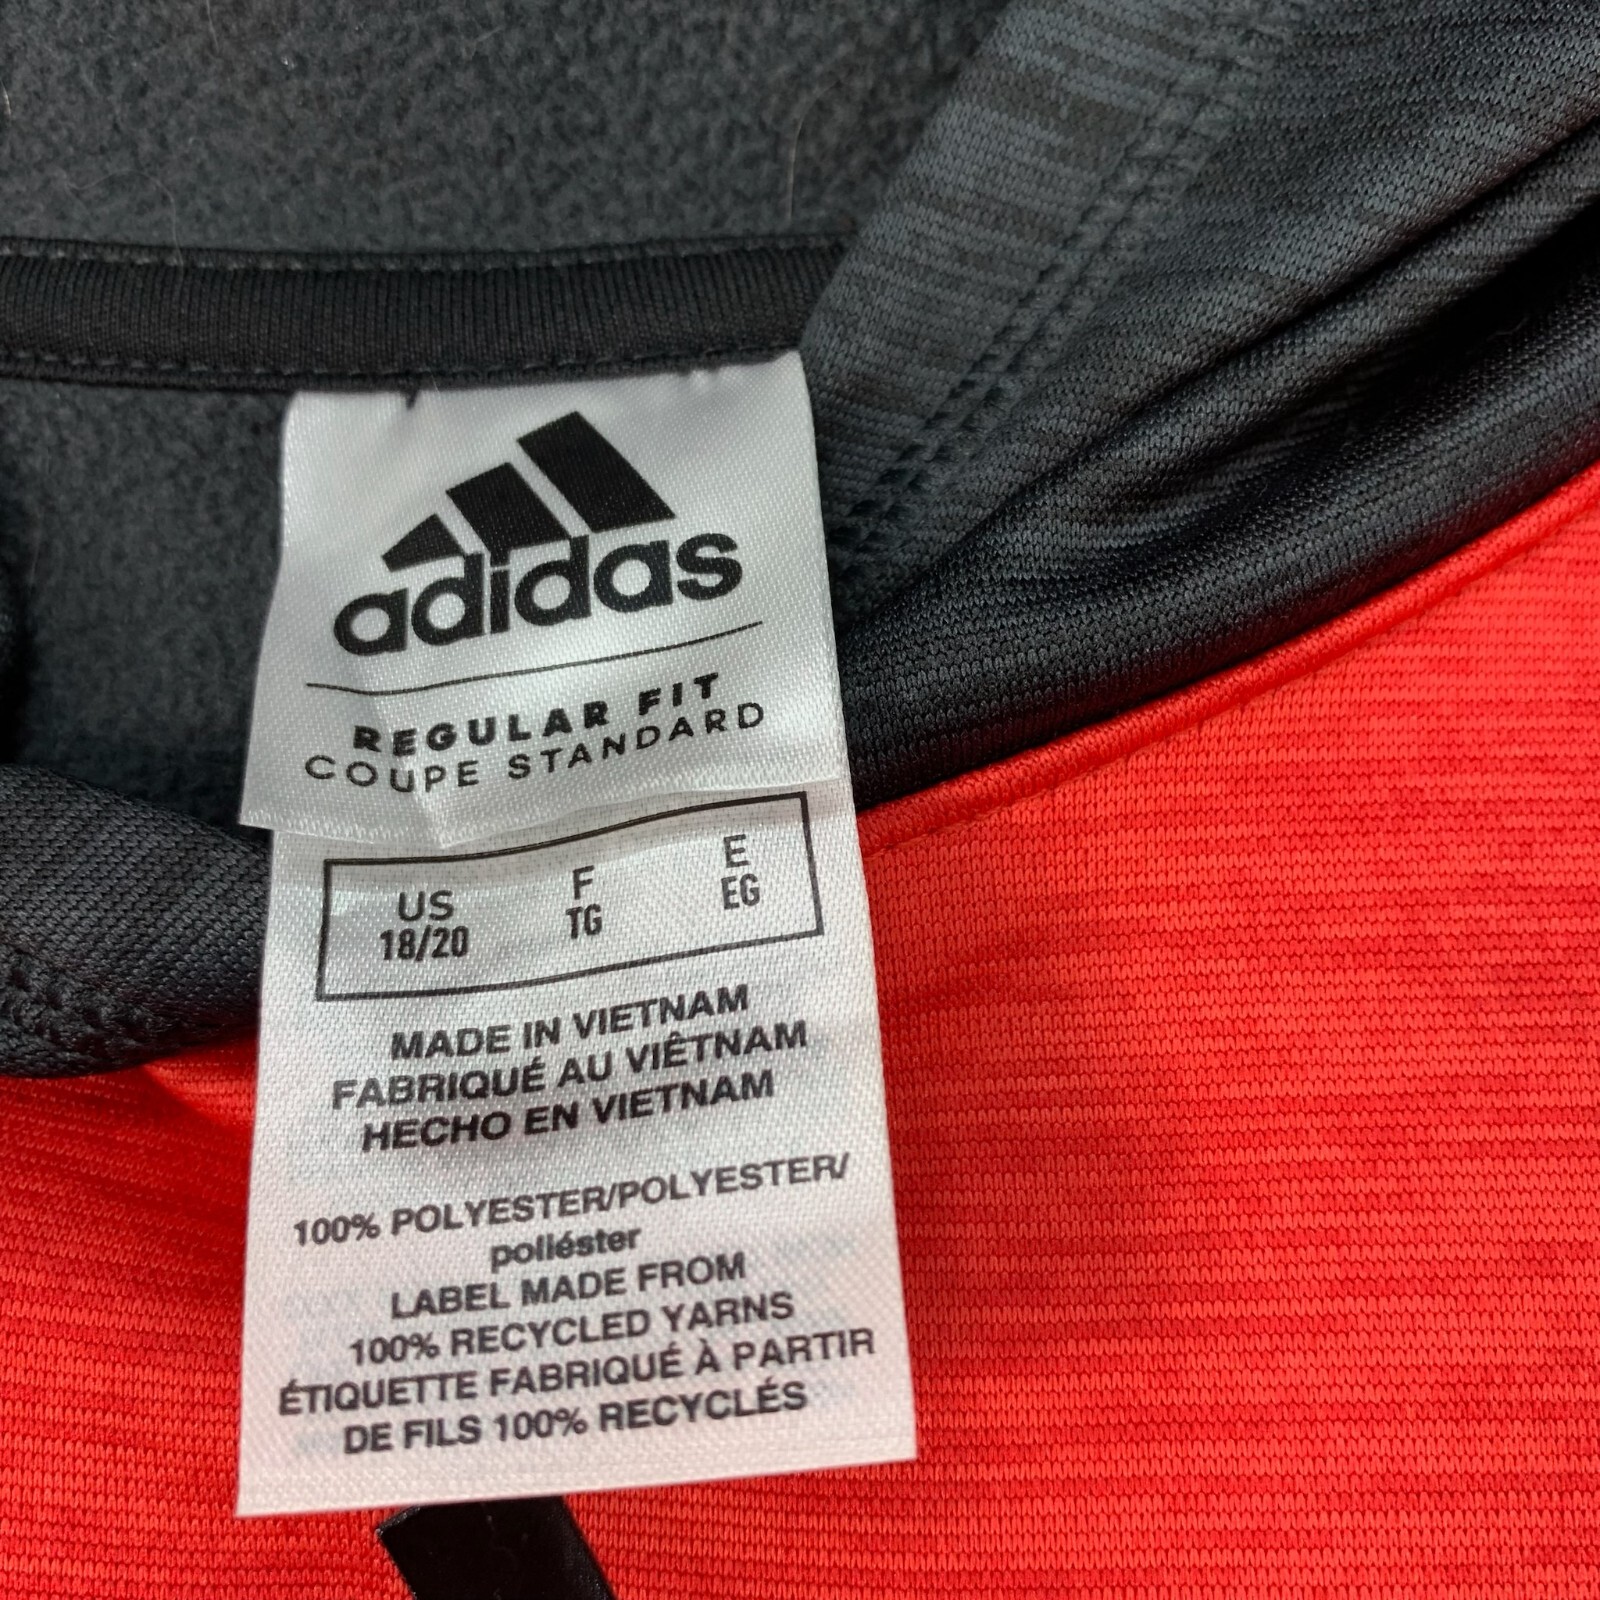 adidas
REGULAR FIT
COUPE STANDARD
US F E
18/20 TG EG
MADE IN VIETNAM
FABRIQUÉ AU VIÊTNAM
HECHO EN VIETNAM
100% POLYESTER/POLYESTER/
poliéster
LABEL MADE FROM
100% RECYCLED YARNS
ÉTIQUETTE FABRIQUÉ À PARTIR
DE FILS 100% RECYCLÉS